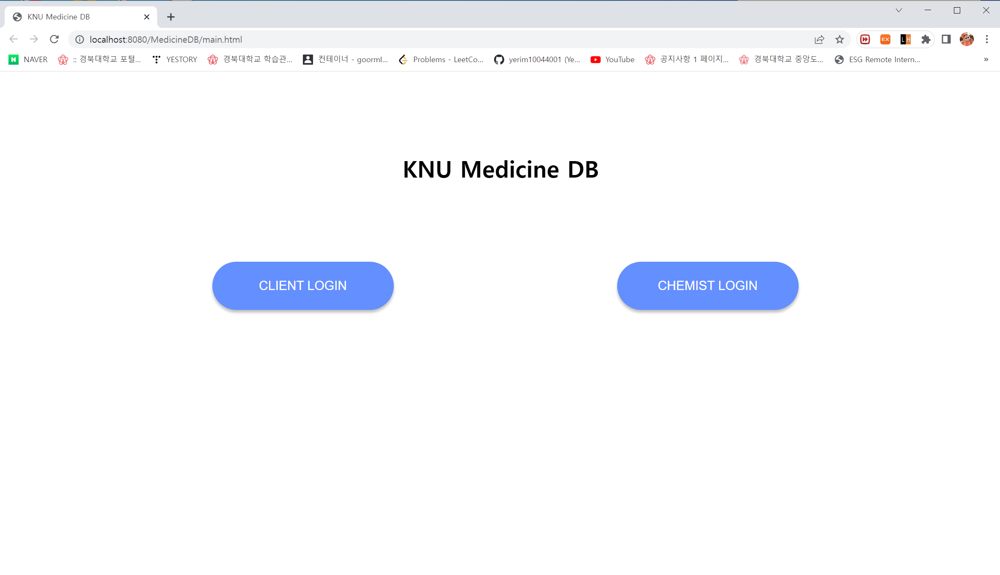 KNU Medicine DB
localhost:8080/MedicineDB/main.html
EX
LH
N NAVER :: 경북대학교 포털... YESTORY 경북대학교 학습관... 컨테이너 - goorml... Problems - LeetCo... yerim10044001 (Ye... YouTube 공지사항 1 페이지... 경북대학교 중앙도... ESG Remote Intern... »
KNU Medicine DB
CLIENT LOGIN
CHEMIST LOGIN